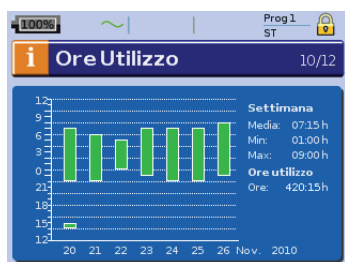 100% Prog 1
ST
i Ore Utilizzo 10/12
12
9
6
3
0
21
18
15
12
20 21 22 23 24 25 26 Nov. 2010
Settimana
Media: 07:15 h
Min: 01:00 h
Max: 09:00 h
Ore utilizzo
Ore: 420:15 h